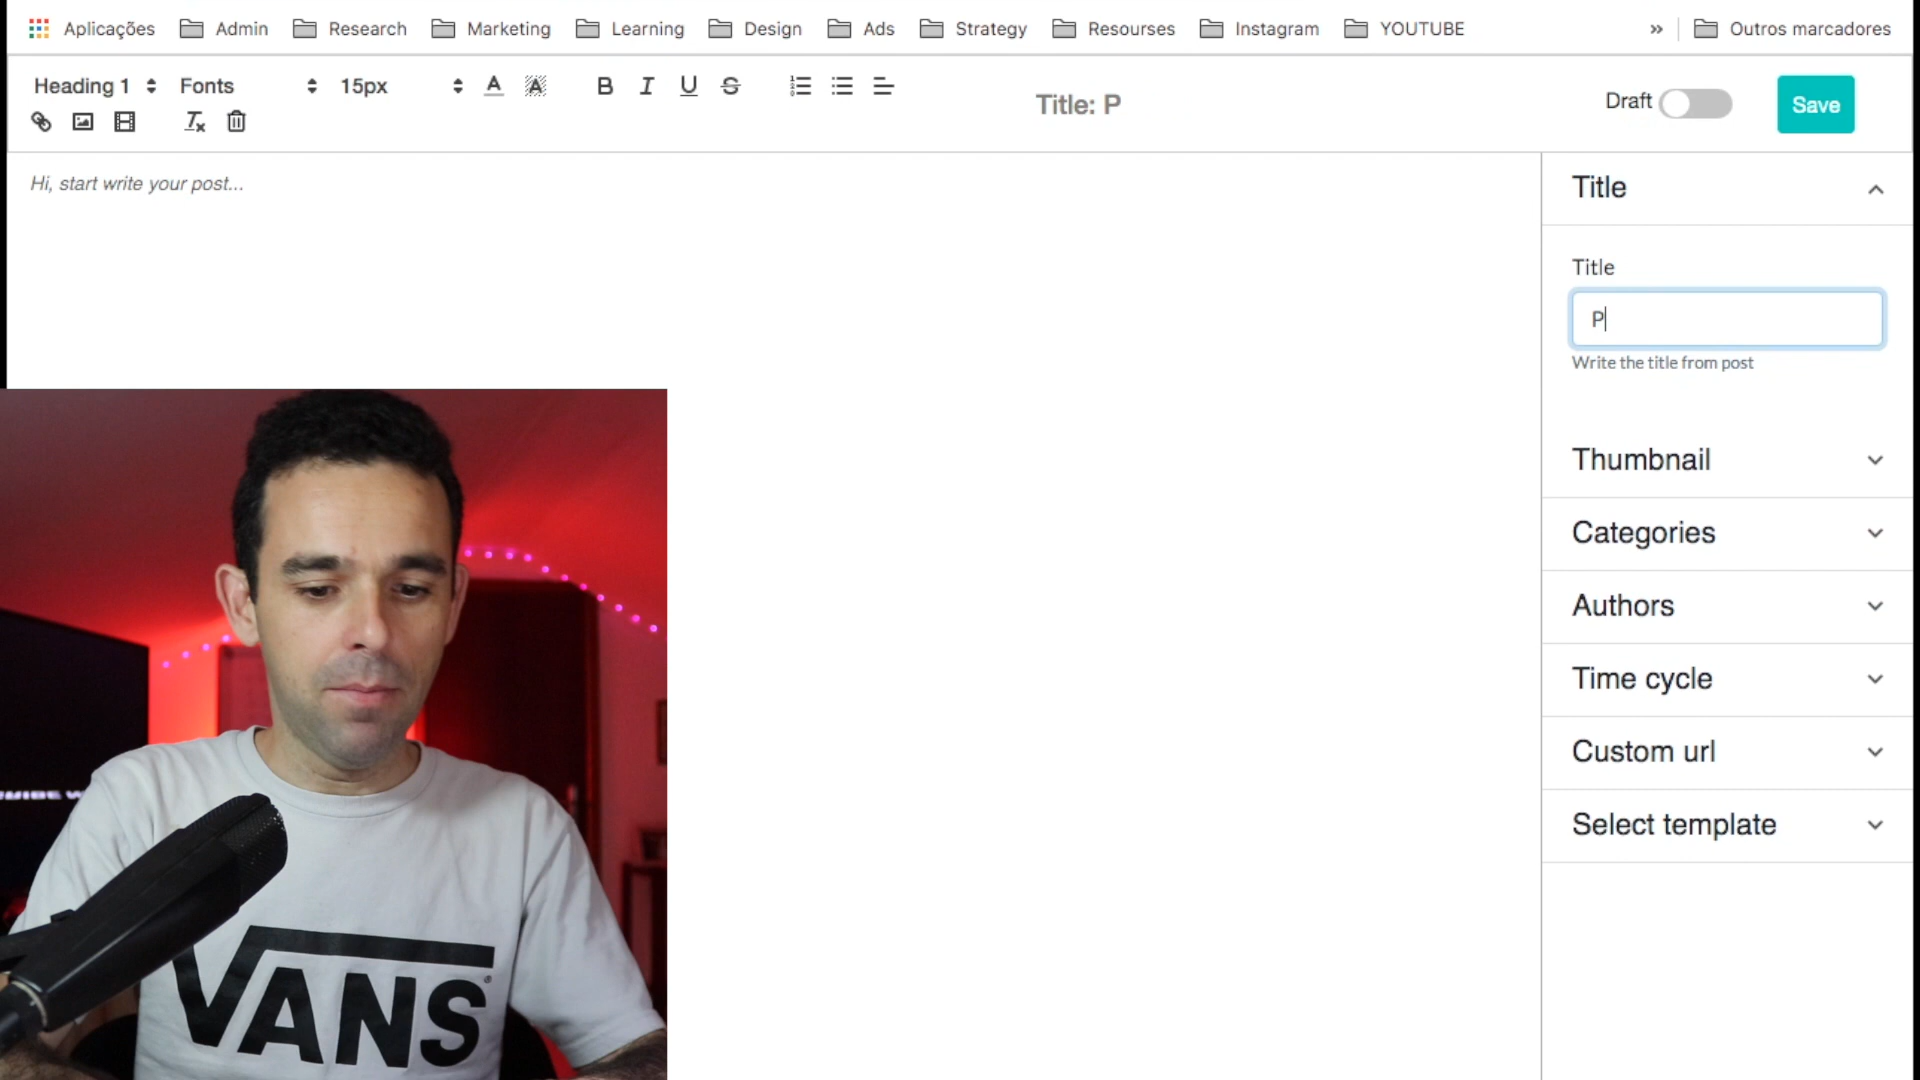 Aplicações Admin Research Marketing Learning Design Ads Strategy Resourses Instagram YOUTUBE » Outros marcadores
Heading 1 Fonts 15px A A B I U S
Title: P
Draft
Save
Hi, start write your post...
Title
Title
P
Write the title from post
Thumbnail
Categories
Authors
Time cycle
Custom url
Select template
VANS